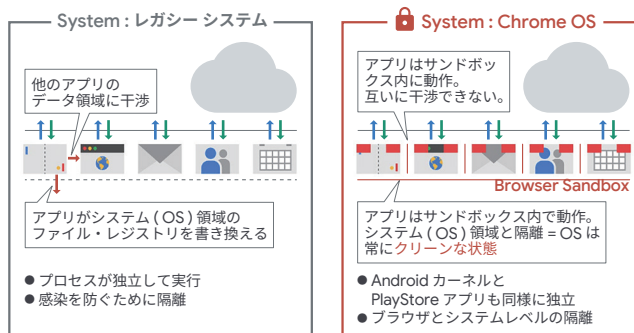 System : レガシー システム
他のアプリの
データ領域に干渉
アプリがシステム ( OS ) 領域の
ファイル・レジストリを書き換える
● プロセスが独立して実行
● 感染を防ぐために隔離
System : Chrome OS
アプリはサンドボッ
クス内に動作。
互いに干渉できない。
Browser Sandbox
アプリはサンドボックス内で動作。
システム ( OS ) 領域と隔離 = OS は
常にクリーンな状態
● Android カーネルと
PlayStore アプリも同様に独立
● ブラウザとシステムレベルの隔離